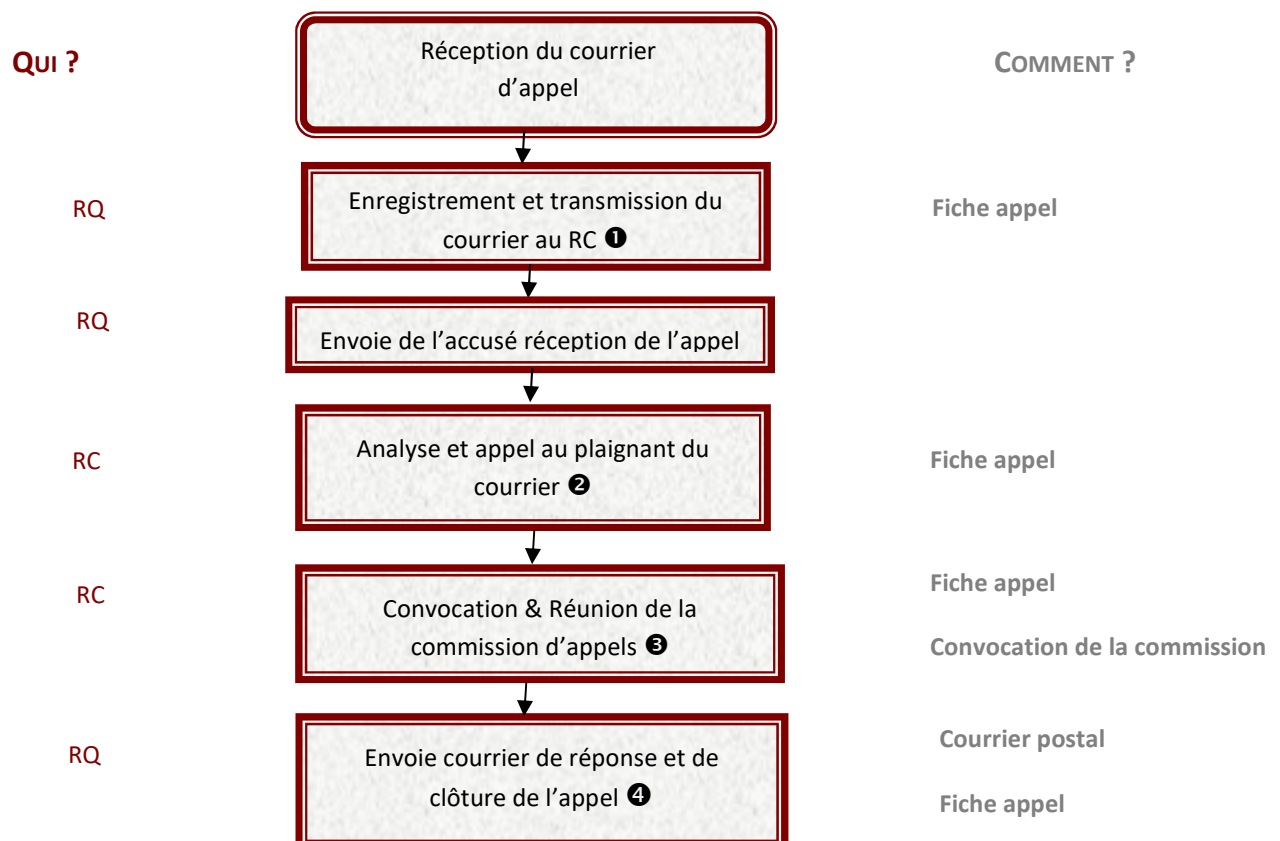 QUI ?
Réception du courrier
d’appel
COMMENT ?
RQ
Enregistrement et transmission du
courrier au RC ❶
Fiche appel
RQ
Envoie de l’accusé réception de l’appel
RC
Analyse et appel au plaignant du
courrier ❷
Fiche appel
RC
Convocation & Réunion de la
commission d’appels ❸
Fiche appel
Convocation de la commission
RQ
Envoie courrier de réponse et de
clôture de l’appel ❹
Courrier postal
Fiche appel